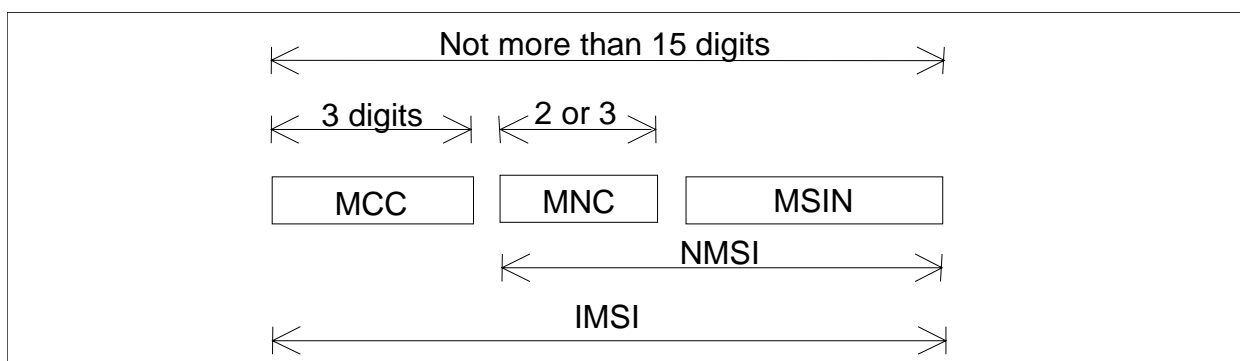 Not more than 15 digits
3 digits 2 or 3
MCC MNC MSIN
NMSI
IMSI